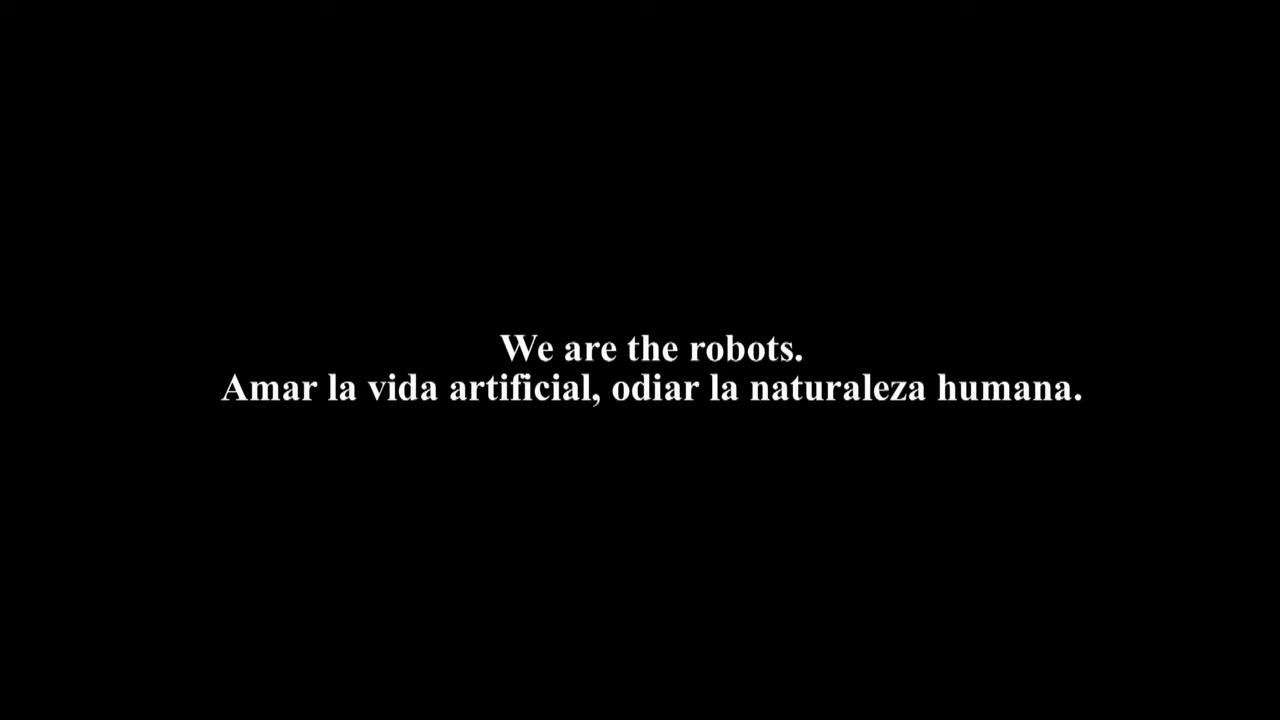 We are the robots.
Amar la vida artificial, odiar la naturaleza humana.